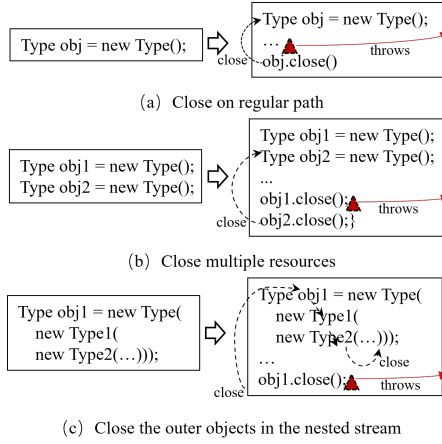 Type obj = new Type();
Type obj = new Type();
...
throws
close
obj.close()
(a) Close on regular path
Type obj1 = new Type();
Type obj2 = new Type();
Type obj1 = new Type();
Type obj2 = new Type();
...
obj1.close();
throws
close
obj2.close();}
(b) Close multiple resources
Type obj1 = new Type(
new Type1(
new Type2(…)));
Type obj1 = new Type(
new Type1(
new Type2(…)));
close
…
close
obj1.close();
throws
(c) Close the outer objects in the nested stream